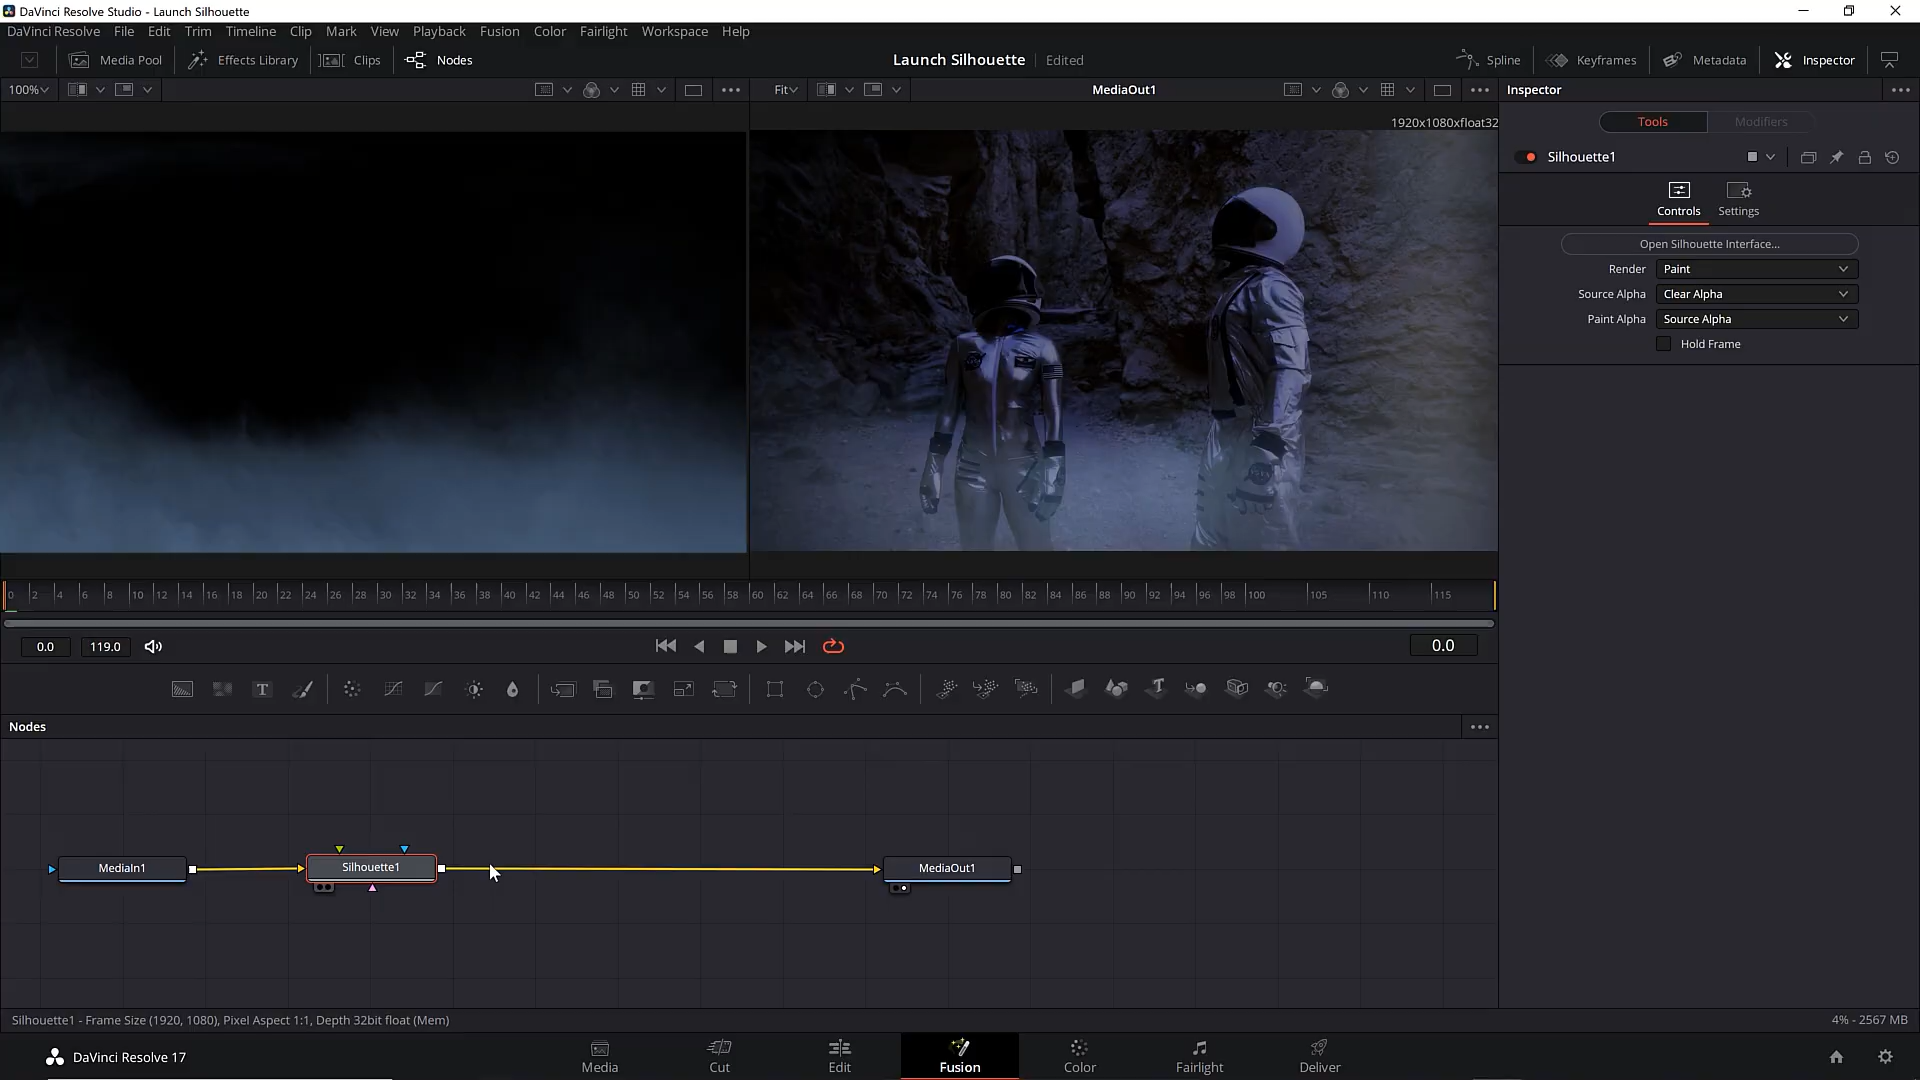 DaVinci Resolve Studio - Launch Silhouette
DaVinci Resolve File Edit Trim Timeline Clip Mark View Playback Fusion Color Fairlight Workspace Help
Media Pool Effects Library Clips Nodes Launch Silhouette Edited Spline Keyframes Metadata Inspector
100% Fit MediaOut1 Inspector
1920x1080xfloat32
Tools Modifiers
Silhouette1
Controls Settings
Open Silhouette Interface...
Render Paint
Source Alpha Clear Alpha
Paint Alpha Source Alpha
Hold Frame
0 2 4 6 8 10 12 14 16 18 20 22 24 26 28 30 32 34 36 38 40 42 44 46 48 50 52 54 56 58 60 62 64 66 68 70 72 74 76 78 80 82 84 86 88 90 92 94 96 98 100 105 110 115
0.0 119.0 0.0
Nodes
MediaIn1 Silhouette1 MediaOut1
Silhouette1 - Frame Size (1920, 1080), Pixel Aspect 1:1, Depth 32bit float (Mem) 4% - 2567 MB
DaVinci Resolve 17 Media Cut Edit Fusion Color Fairlight Deliver